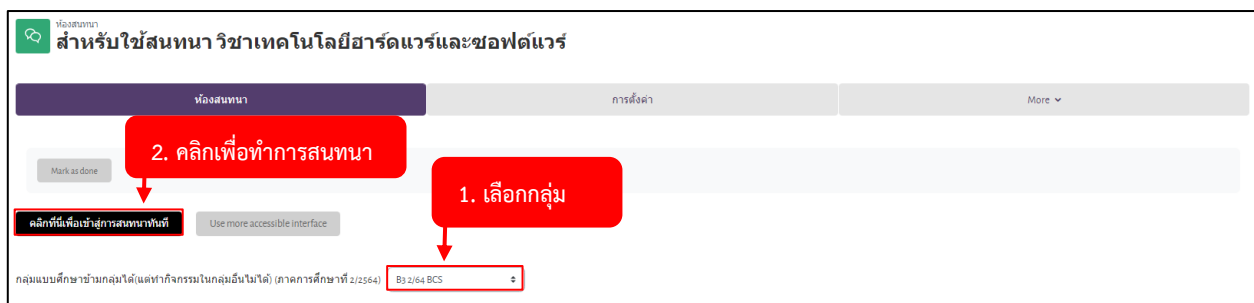 ห้องสนทนา
สำหรับใช้สนทนา วิชาเทคโนโลยีฮาร์ดแวร์และซอฟต์แวร์
ห้องสนทนา การตั้งค่า More
2. คลิกเพื่อทำการสนทนา
Mark as done
1. เลือกกลุ่ม
คลิกที่นี่เพื่อเข้าสู่การสนทนาทันที Use more accessible interface
กลุ่มแบบศึกษาข้ามกลุ่มได้(แต่ทำกิจกรรมในกลุ่มอื่นไม่ได้) (ภาคการศึกษาที่ 2/2564) B3 2/64 BCS